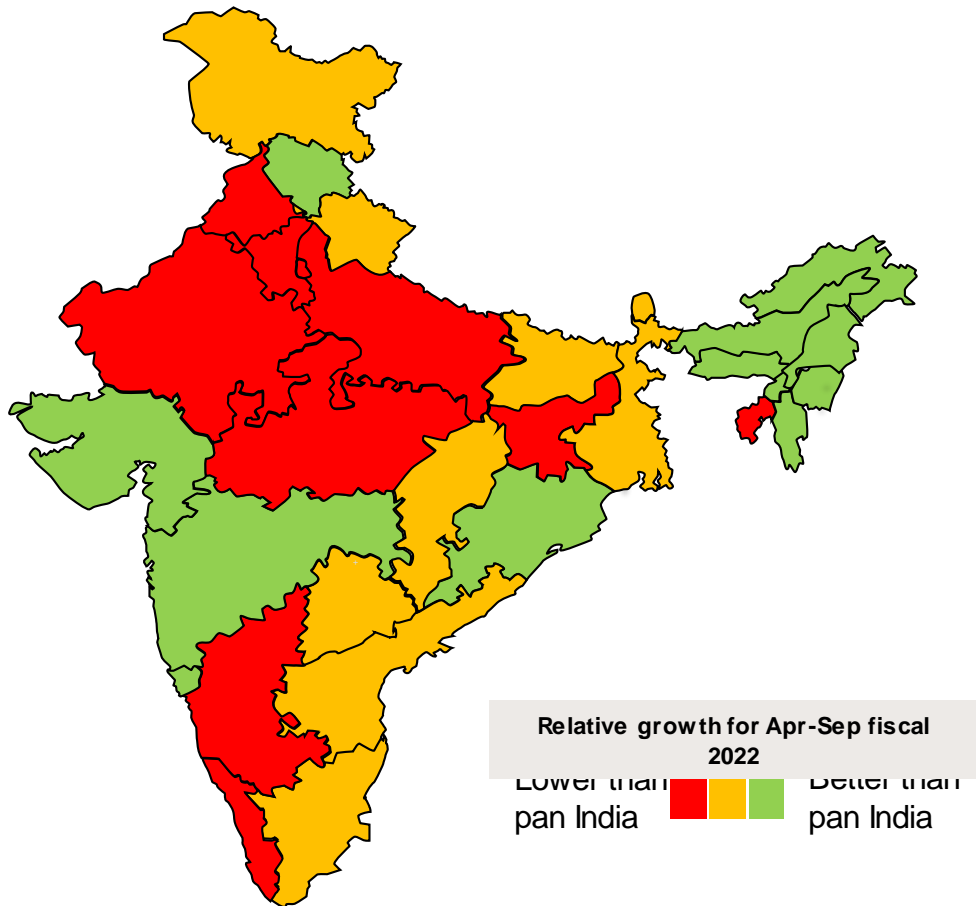 Relative growth for Apr-Sep fiscal
2022
Lower than
pan India
Better than
pan India